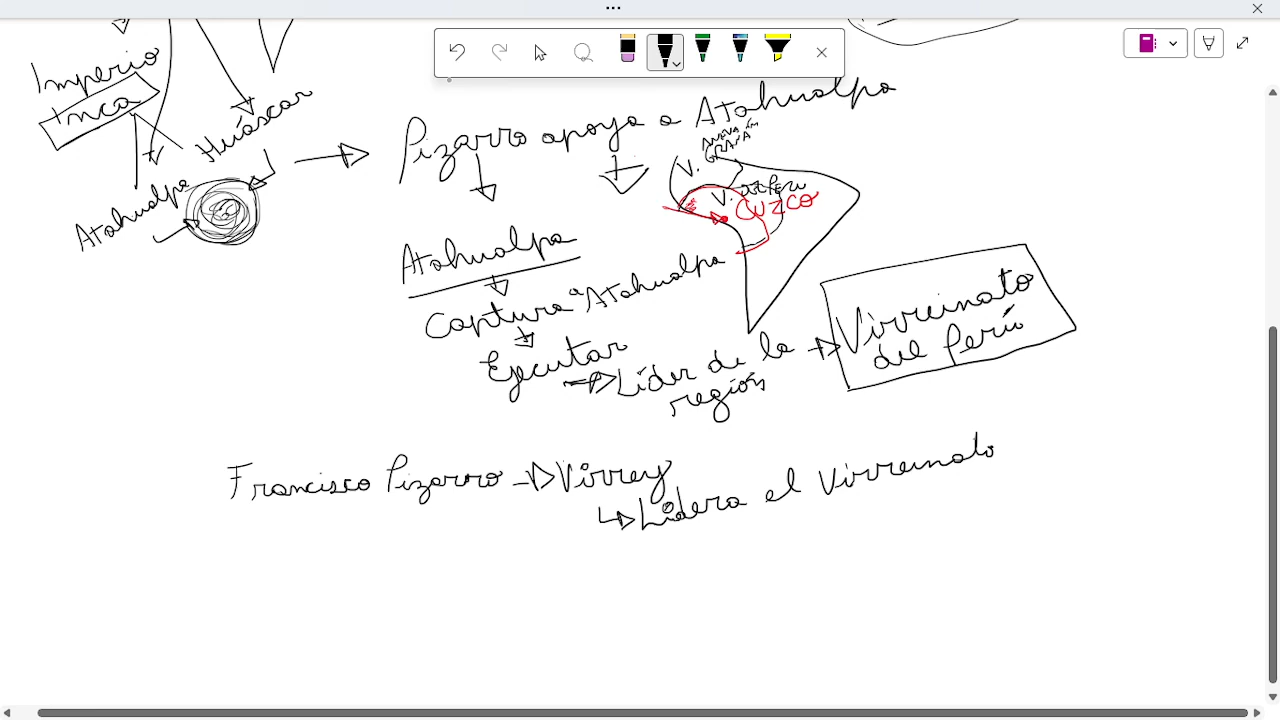 Imperio
Inca
Huáscar
Atahualpa
Pizarro apoya a Atahualpa
V. Nueva
Granada
V. del Perú
Cuzco
Atahualpa
Captura a Atahualpa
Ejecutar
Líder de la
región
Virreinato
del Perú
Francisco Pizarro → Virrey
Lidera el Virreinato